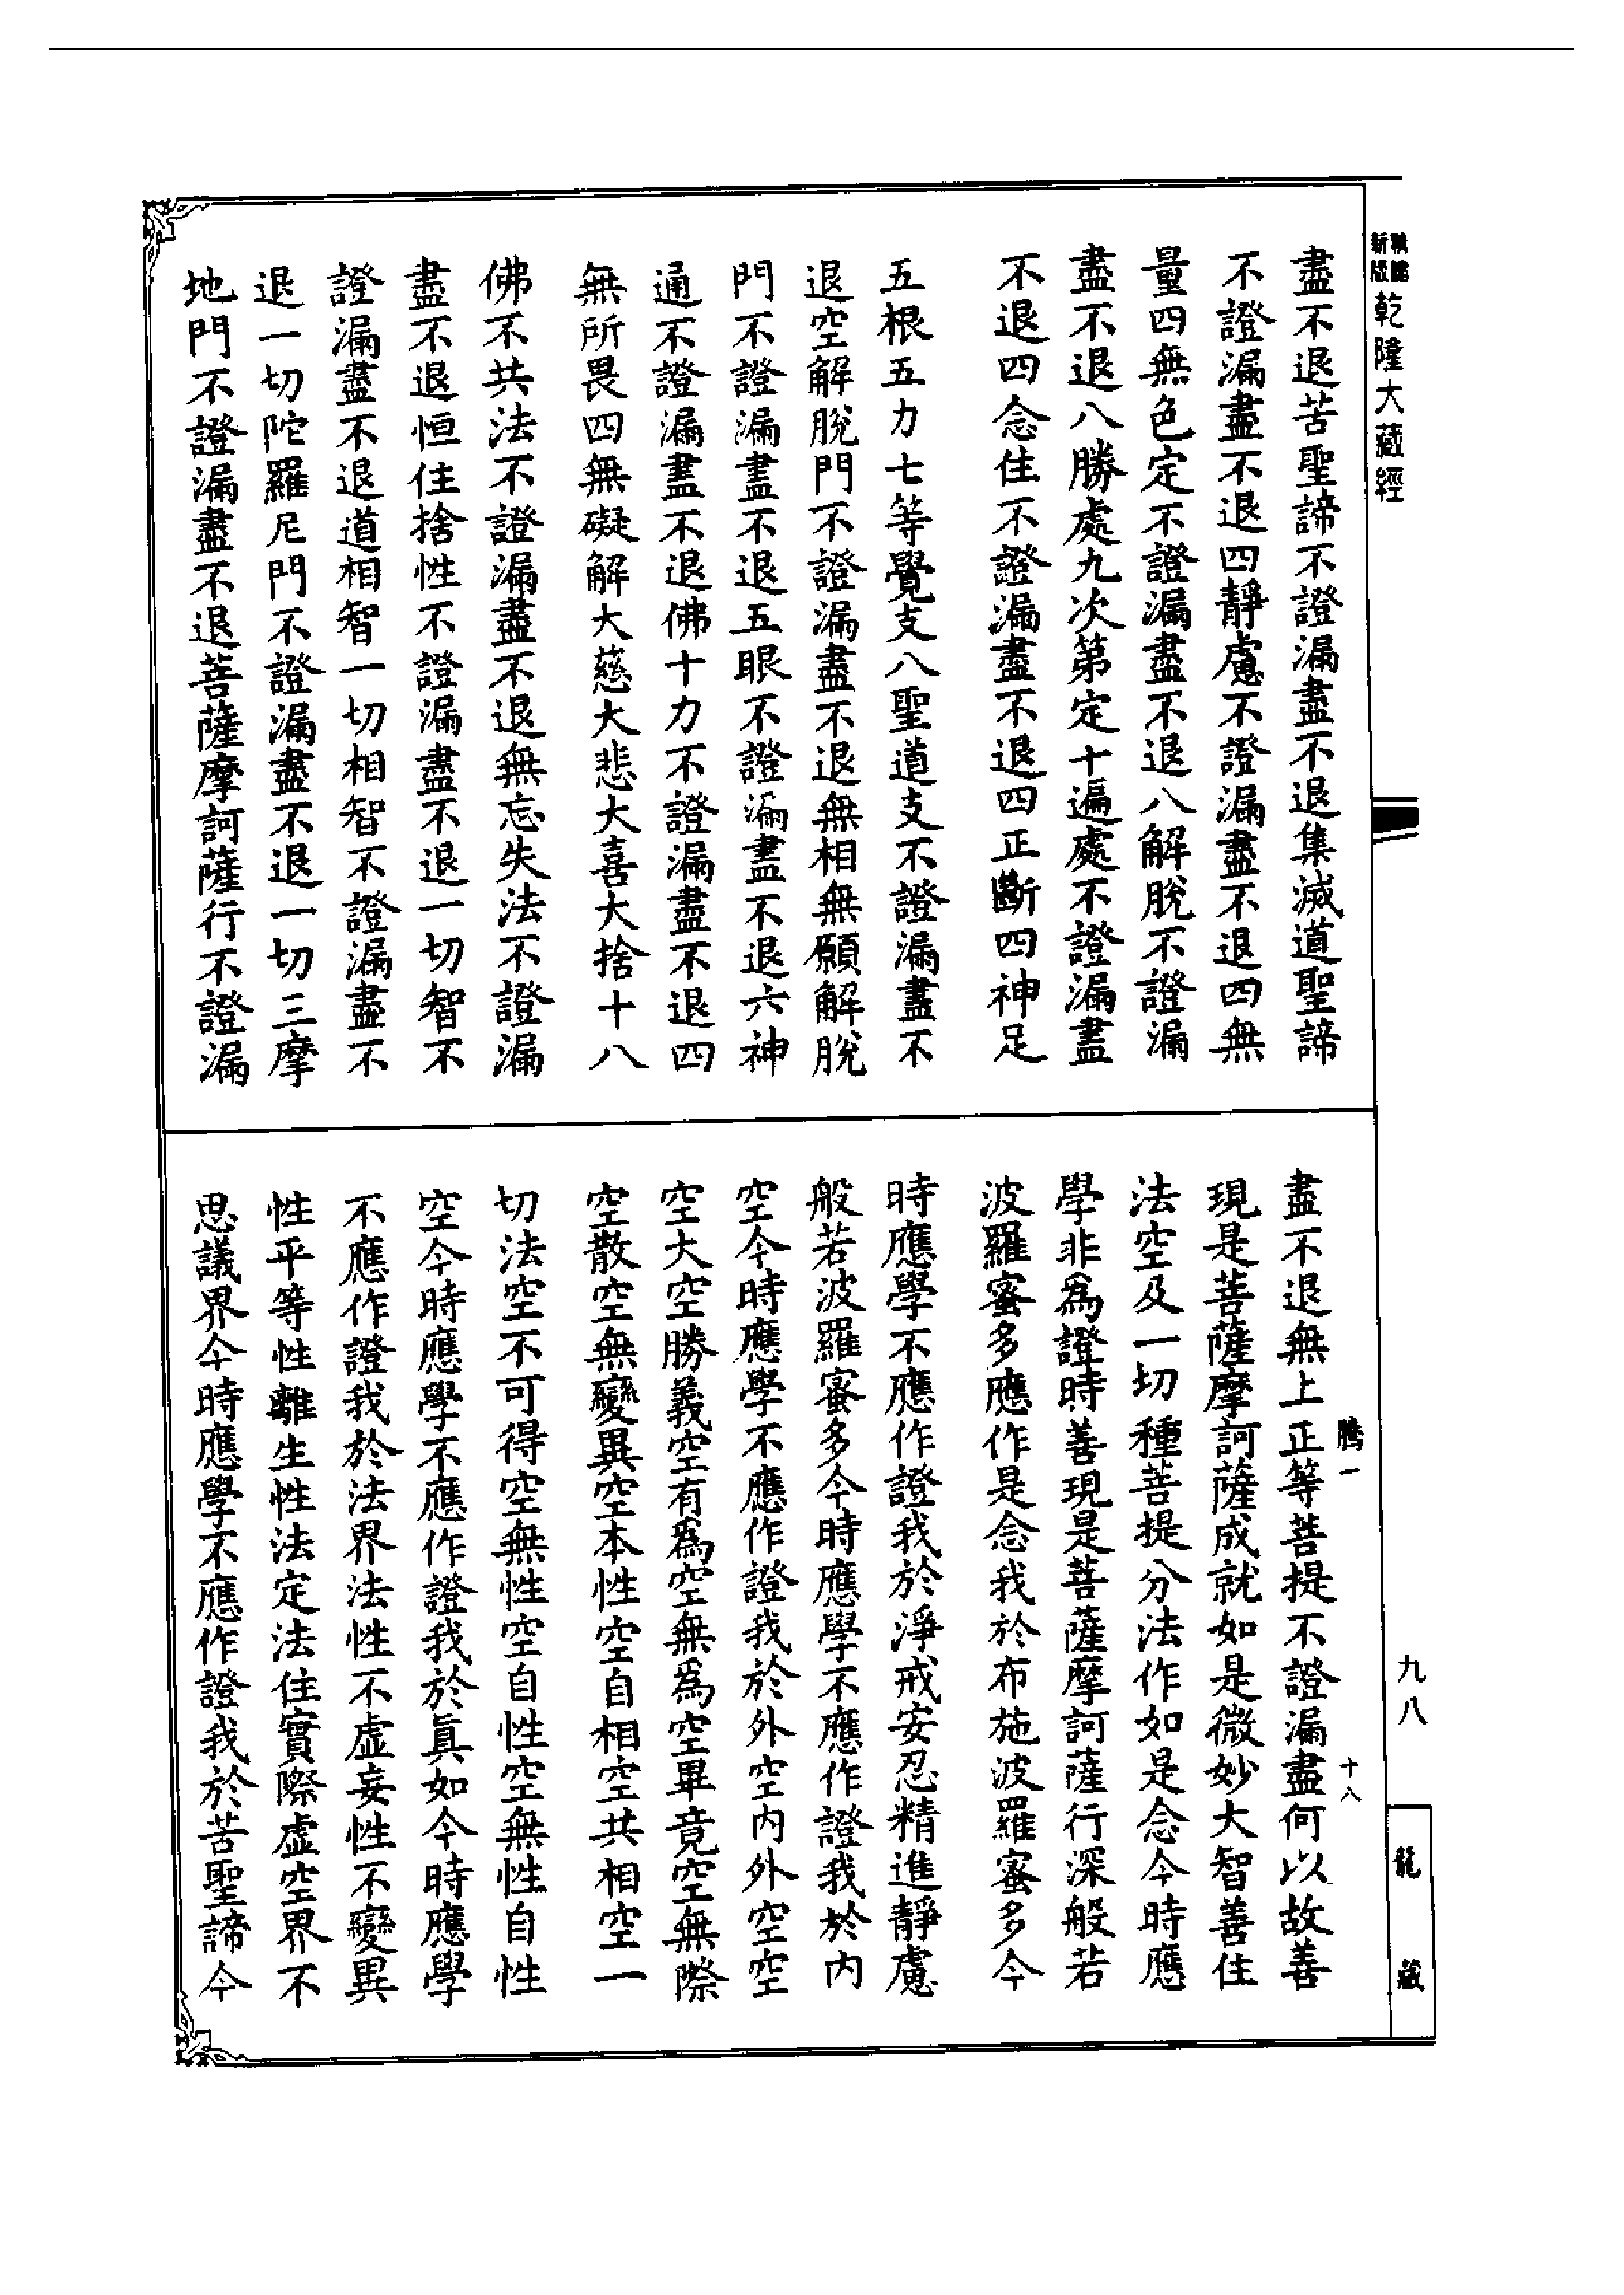 新版
乾隆大藏經
盡不退苦聖諦不證漏盡不退集滅道聖諦
不證漏盡不退四靜慮不證漏盡不退四無
量四無色定不證漏盡不退八解脫不證漏
盡不退八勝處九次第定十遍處不證漏盡
不退四念住不證漏盡不退四正斷四神足
五根五力七等覺支八聖道支不證漏盡不
退空解脫門不證漏盡不退無相無願解脫
門不證漏盡不退五眼不證漏盡不退六神
通不證漏盡不退佛十力不證漏盡不退四
無所畏四無礙解大慈大悲大喜大捨十八
佛不共法不證漏盡不退無忘失法不證漏
盡不退恒住捨性不證漏盡不退一切智不
證漏盡不退道相智一切相智不證漏盡不
退一切陀羅尼門不證漏盡不退一切三摩
地門不證漏盡不退菩薩摩訶薩行不證漏
盡不退無上正等菩提不證漏盡何以故善
現是菩薩摩訶薩成就如是微妙大智善住
法空及一切種菩提分法作如是念今時應
學非為證時善現是菩薩摩訶薩行深般若
波羅蜜多應作是念我於布施波羅蜜多今
時應學不應作證我於淨戒安忍精進靜慮
般若波羅蜜多今時應學不應作證我於內
空今時應學不應作證我於外空內外空空
空大空勝義空有為空無為空畢竟空無際
空散空無變異空本性空自相空共相空一
切法空不可得空無性空自性空無性自性
空今時應學不應作證我於真如今時應學
不應作證我於法界法性不虛妄性不變異
性平等性離生性法定法住實際虛空界不
思議界今時應學不應作證我於苦聖諦今
騰一
十八
九八
龍藏